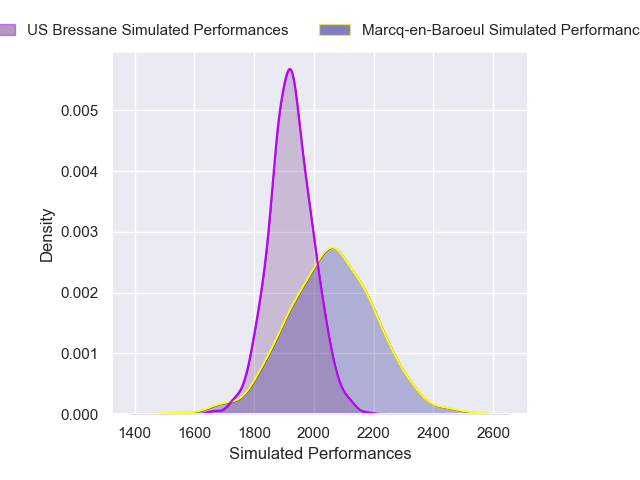 US Bressane Simulated Performances
Marcq-en-Baroeul Simulated Performanc
0.005
0.004
0.003
0.002
0.001
0.000
Density
1400 1600 1800 2000 2200 2400 2600
Simulated Performances